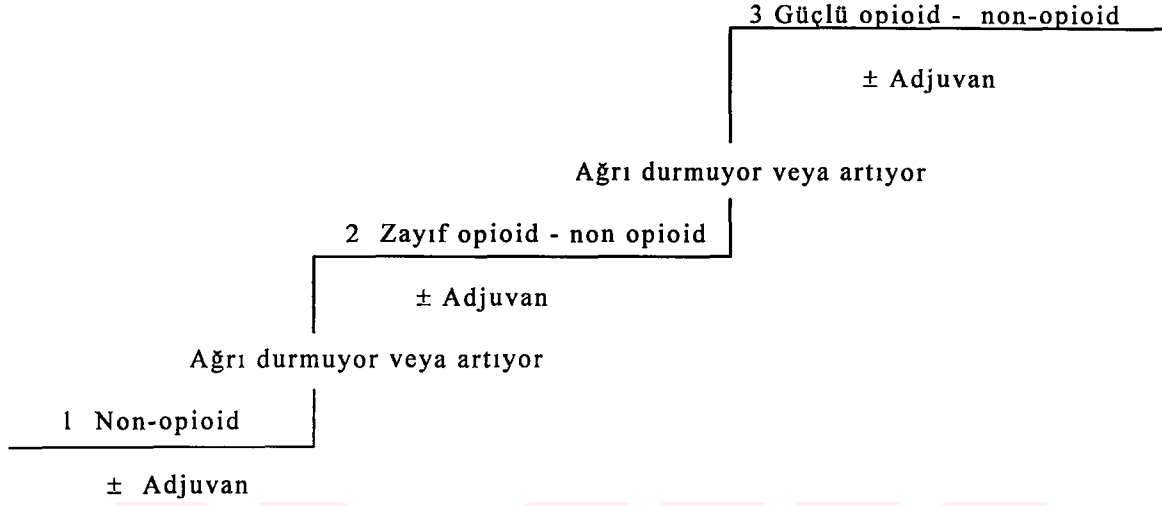 3 Güçlü opioid - non-opioid
± Adjuvan
Ağrı durmuyor veya artıyor
2 Zayıf opioid - non opioid
± Adjuvan
Ağrı durmuyor veya artıyor
1 Non-opioid
± Adjuvan